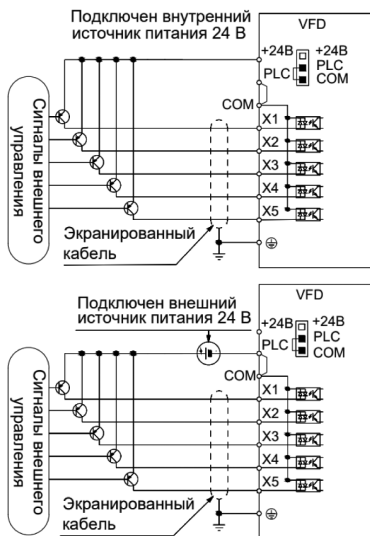 Подключен внутренний
источник питания 24 В
VFD
+24В
+24В
PLC
PLC
COM
COM
X1
X2
X3
X4
X5
Сигналы внешнего
управления
Экранированный
кабель
Подключен внешний
источник питания 24 В
VFD
+24В
+24В
PLC
PLC
COM
COM
X1
X2
X3
X4
X5
Сигналы внешнего
управления
Экранированный
кабель